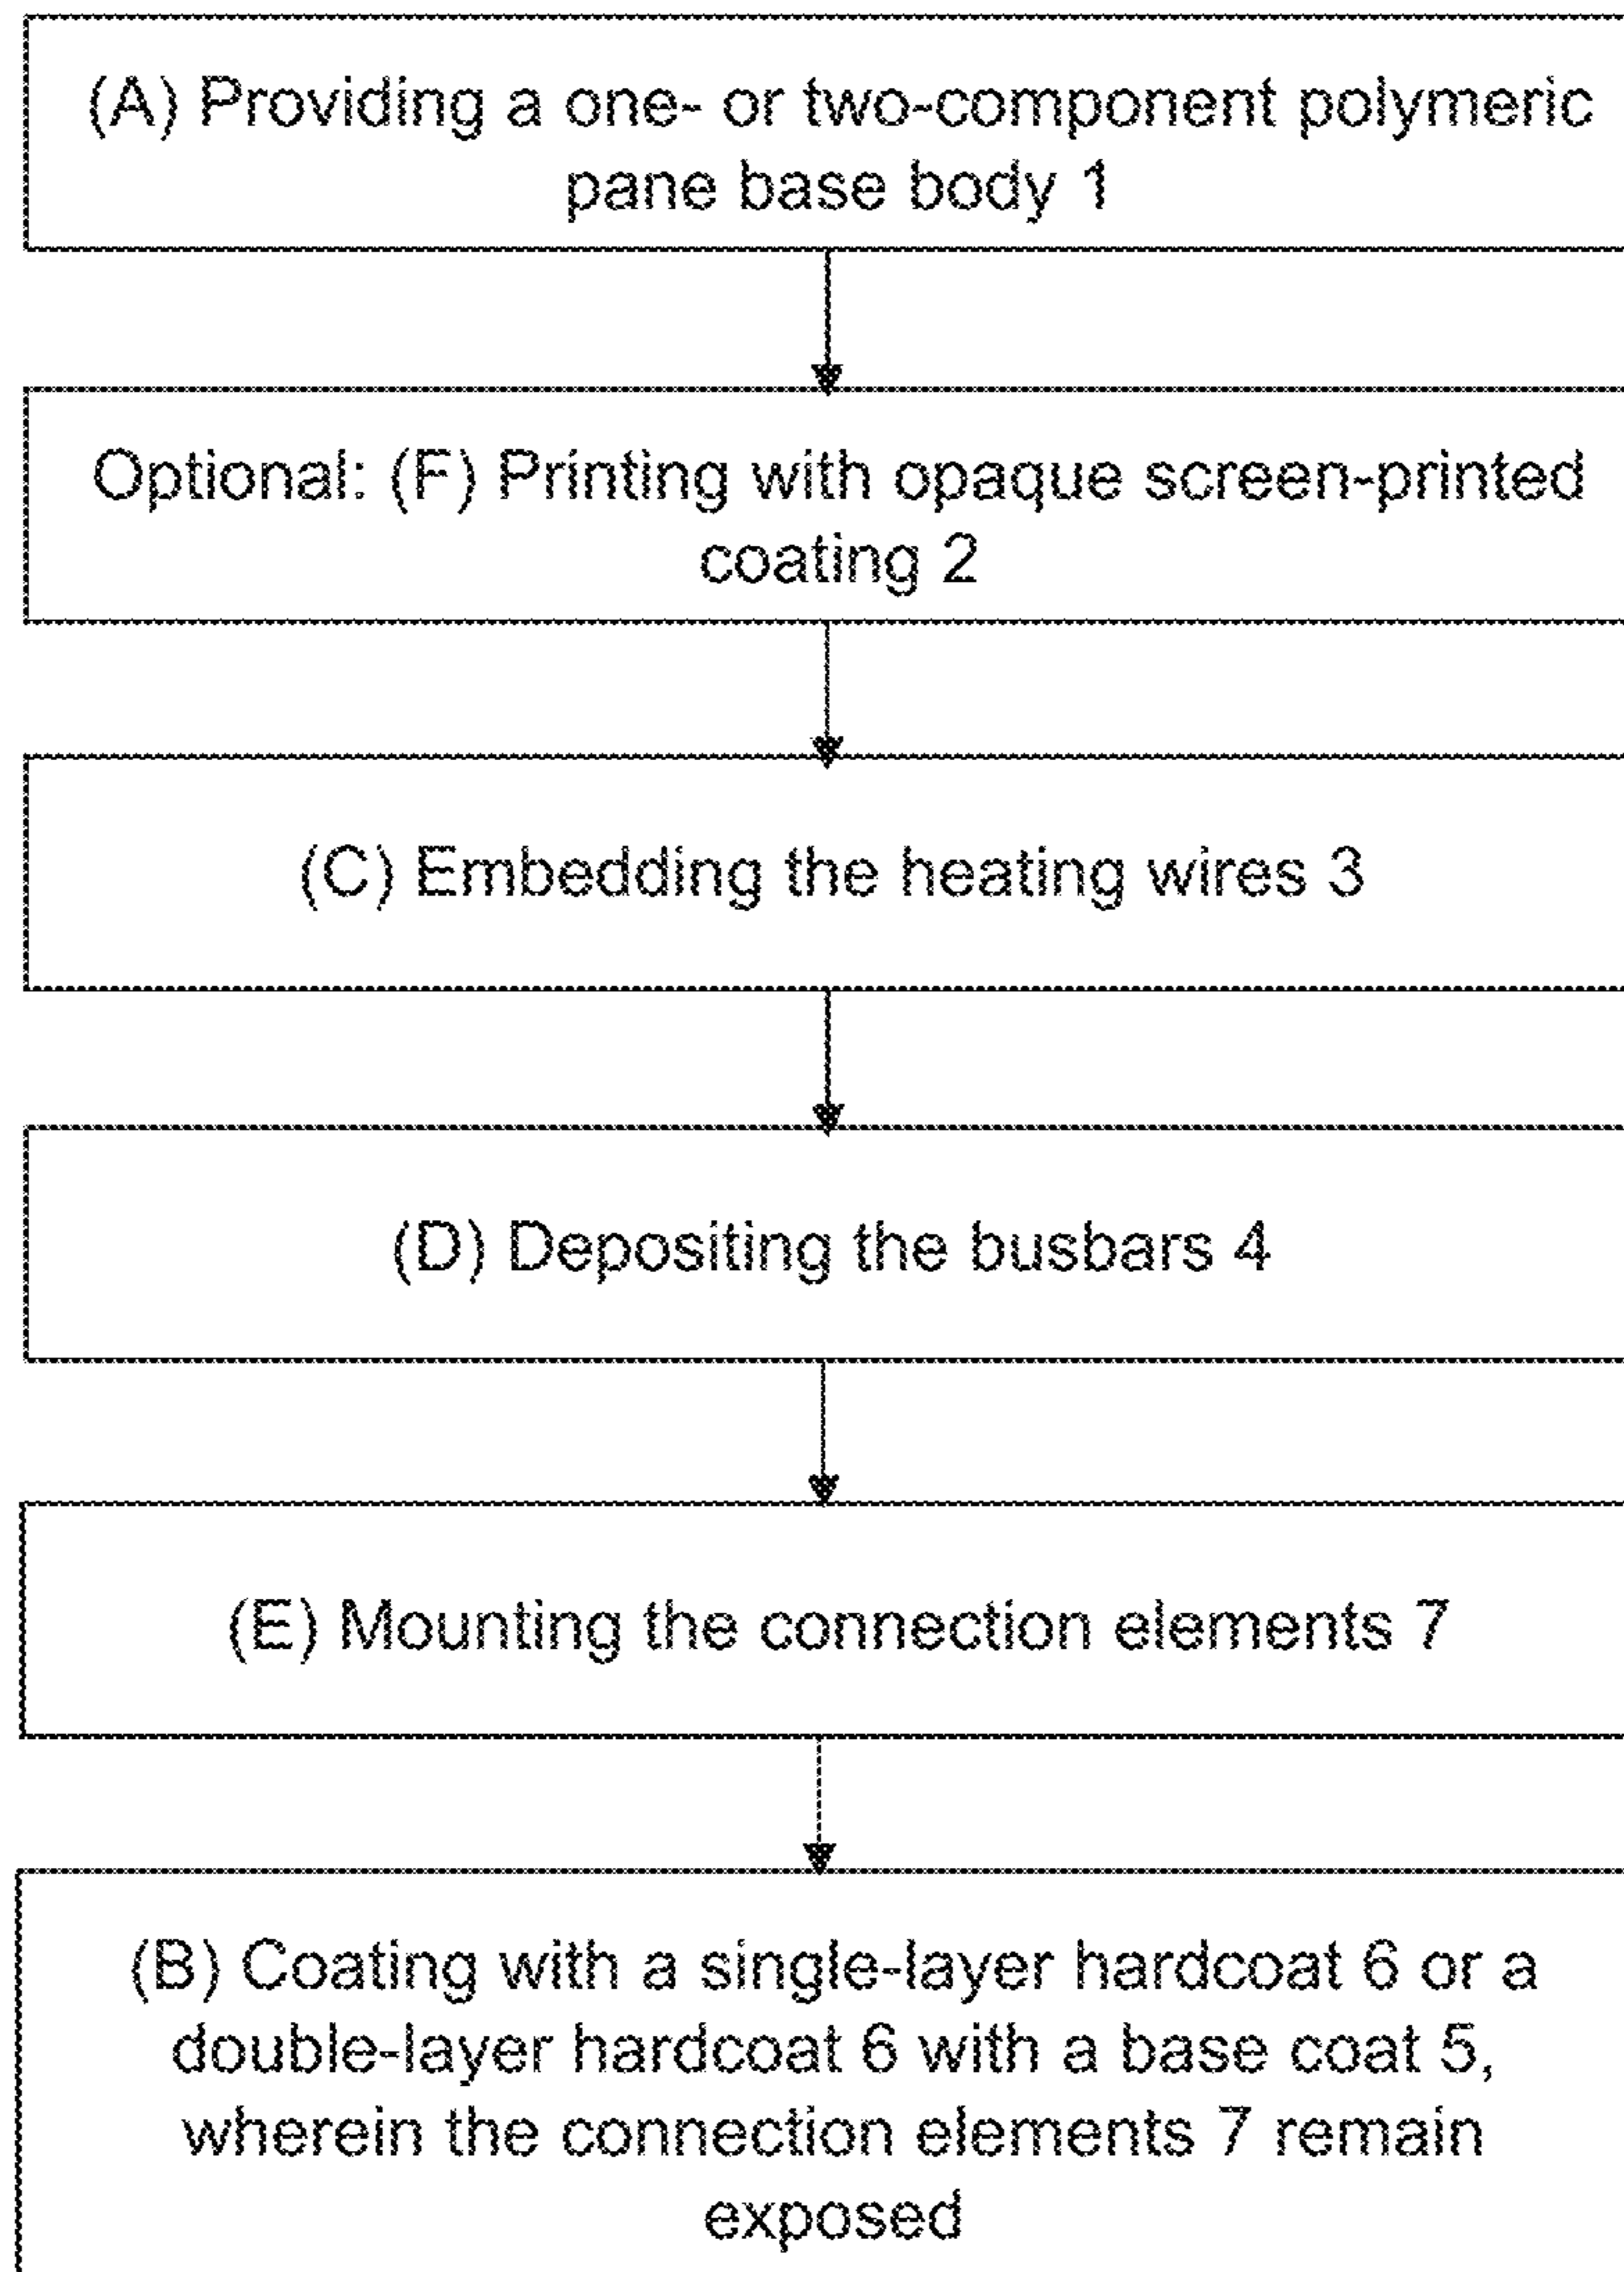 (A) Providing a one- or two-component polymeric
pane base body 1
Optional: (F) Printing with opaque screen-printed
coating 2
(C) Embedding the heating wires 3
(D) Depositing the busbars 4
(E) Mounting the connection elements 7
(B) Coating with a single-layer hardcoat 6 or a
double-layer hardcoat 6 with a base coat 5,
wherein the connection elements 7 remain
exposed